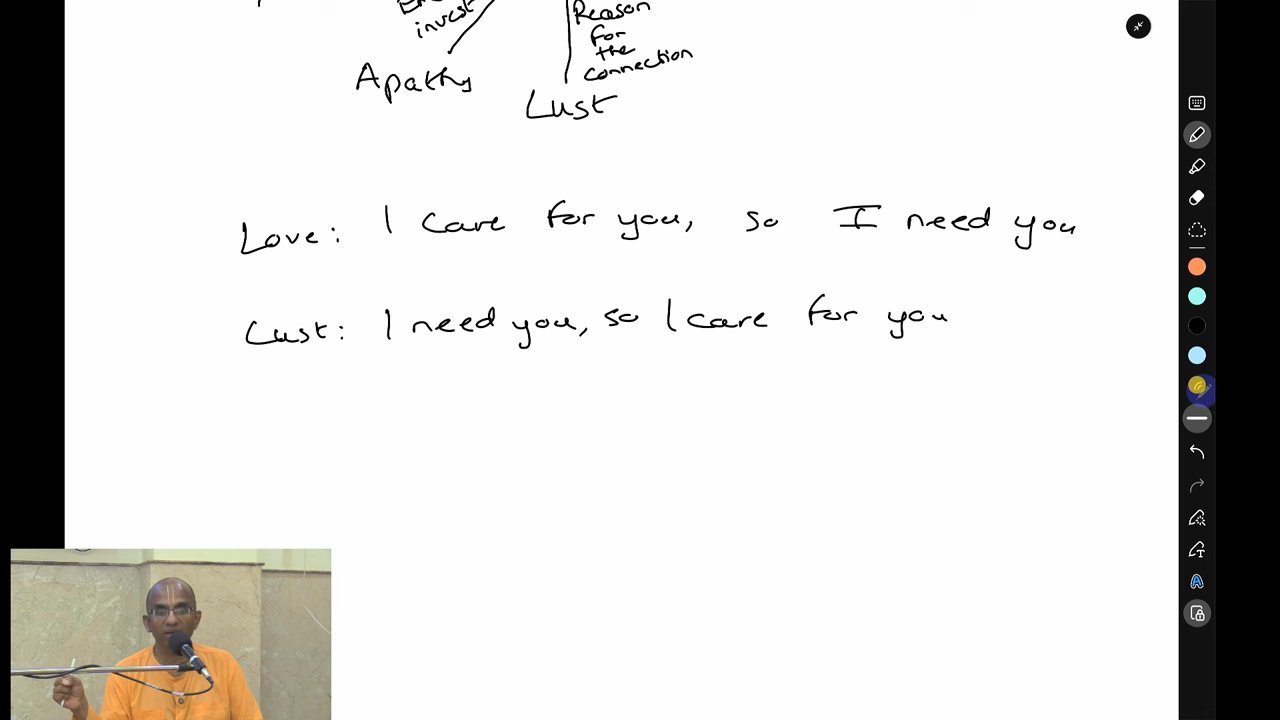 invest
Reason
for
the
connection
Apathy
Lust
Love: I care for you, so I need you
Lust: I need you, so I care for you